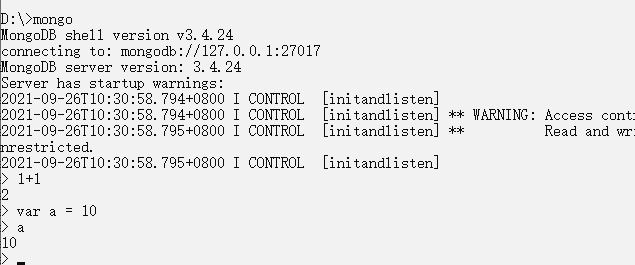 D:\>mongo
MongoDB shell version v3.4.24
connecting to: mongodb://127.0.0.1:27017
MongoDB server version: 3.4.24
Server has startup warnings:
2021-09-26T10:30:58.794+0800 I CONTROL  [initandlisten]
2021-09-26T10:30:58.794+0800 I CONTROL  [initandlisten] ** WARNING: Access
2021-09-26T10:30:58.795+0800 I CONTROL  [initandlisten] **          Read and
nrestricted.
2021-09-26T10:30:58.795+0800 I CONTROL  [initandlisten]
> 1+1
2
> var a = 10
> a
10
>